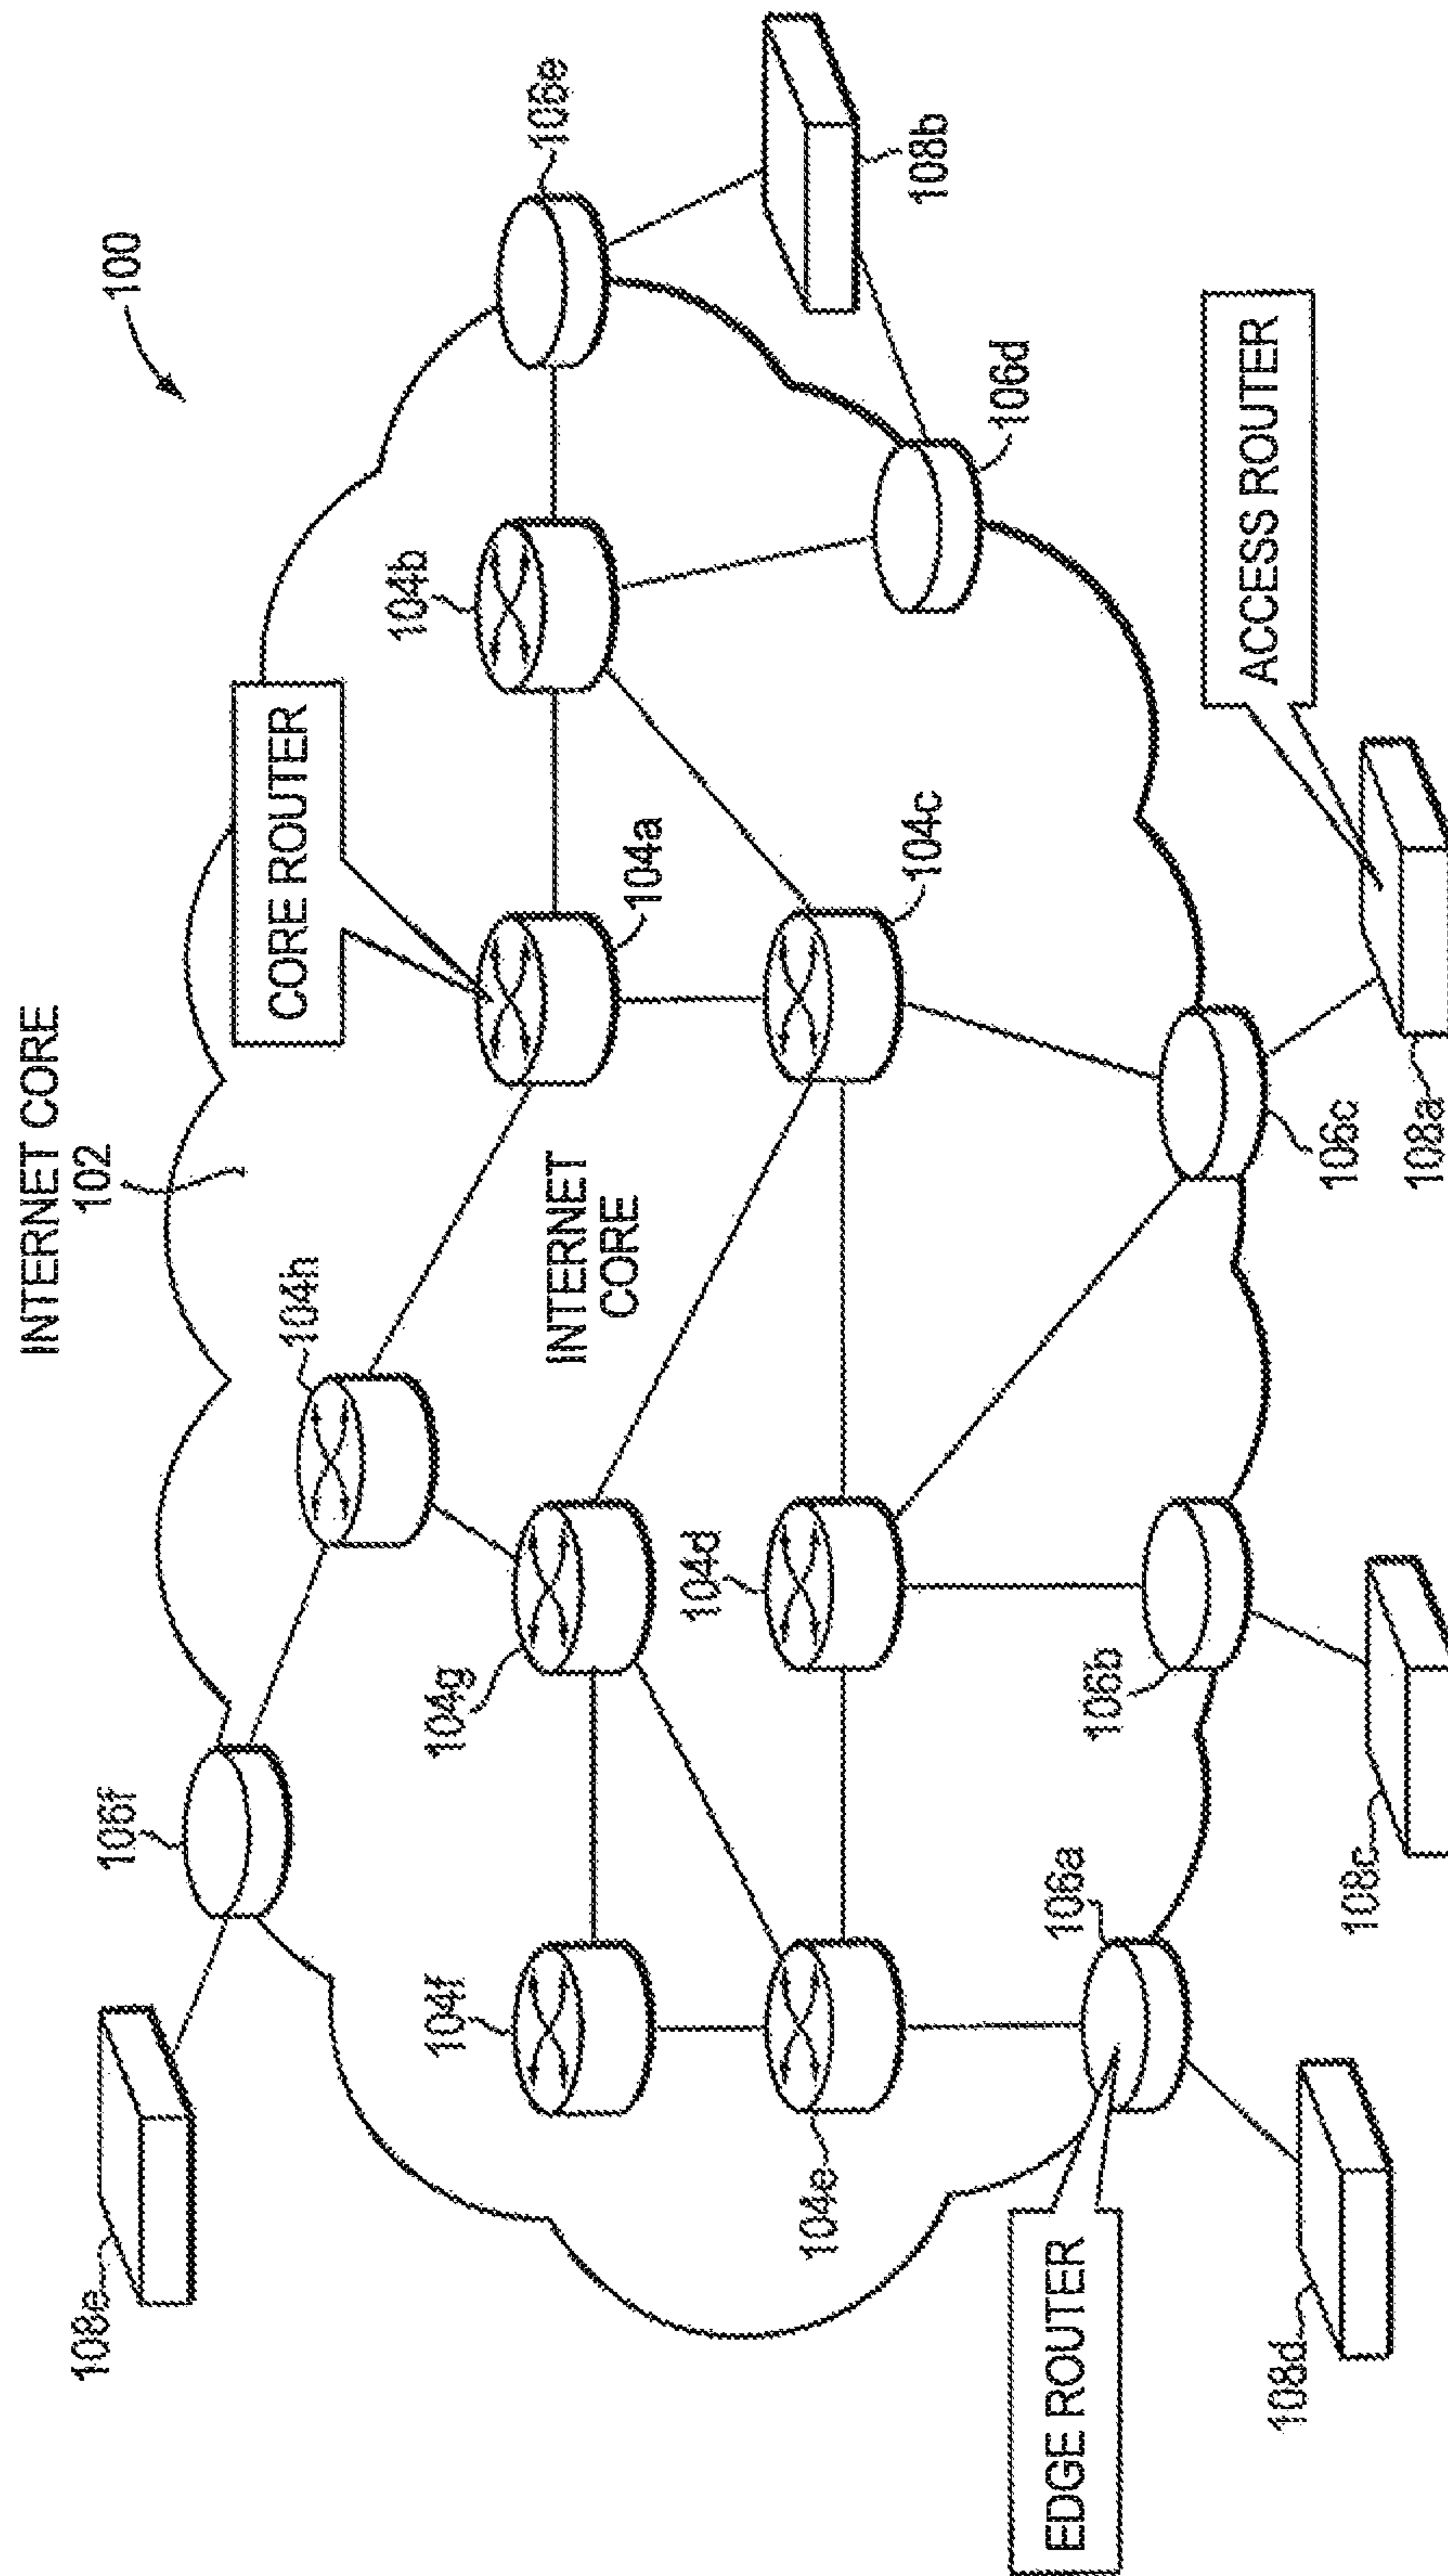 INTERNET CORE
102
100
108e
106f
104h
CORE ROUTER
104b
106e
104a
INTERNET
CORE
104f
104g
108b
104d
104c
106d
104e
106a
EDGE ROUTER
106b
106c
ACCESS ROUTER
108d
108c
108a